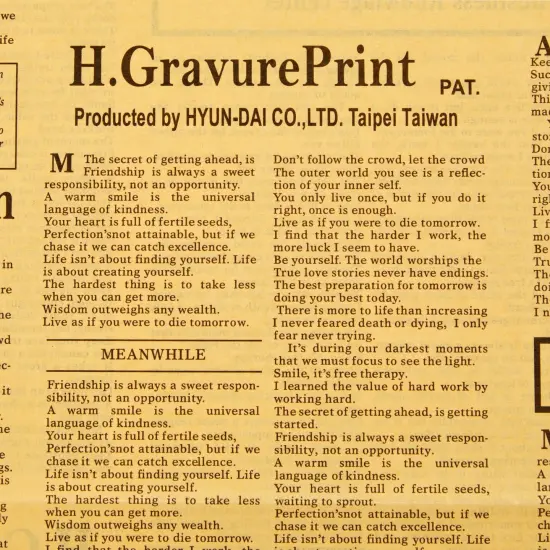 H.GravurePrint PAT.
Producted by HYUN-DAI CO.,LTD. Taipei Taiwan
M The secret of getting ahead, is
Friendship is always a sweet
responsibility, not an opportunity.
A warm smile is the universal
language of kindness.
Your heart is full of fertile seeds,
Perfection'snot attainable, but if we
chase it we can catch excellence.
Life isn't about finding yourself. Life
is about creating yourself.
The hardest thing is to take less
when you can get more.
Wisdom outweighs any wealth.
Live as if you were to die tomorrow.
MEANWHILE
Friendship is always a sweet respon-
sibility, not an opportunity.
A warm smile is the universal
language of kindness.
Your heart is full of fertile seeds,
Perfection'snot attainable, but if we
chase it we can catch excellence.
Life isn't about finding yourself. Life
is about creating yourself.
The hardest thing is to take less
when you can get more.
Wisdom outweighs any wealth.
Live as if you were to die tomorrow.
I find that the harder I work, the
Don't follow the crowd, let the crowd
The outer world you see is a reflec-
tion of your inner self.
You only live once, but if you do it
right, once is enough.
Live as if you were to die tomorrow.
I find that the harder I work, the
more luck I seem to have.
Be yourself. The world worships the
True love stories never have endings.
The best preparation for tomorrow is
doing your best today.
There is more to life than increasing
I never feared death or dying, I only
fear never trying.
It's during our darkest moments
that we must focus to see the light.
Smile, it's free therapy.
I learned the value of hard work by
working hard.
The secret of getting ahead, is getting
started.
Friendship is always a sweet respon-
sibility, not an opportunity.
A warm smile is the universal
language of kindness.
Your heart is full of fertile seeds,
waiting to sprout.
Perfection'snot attainable, but if we
chase it we can catch excellence.
Life isn't about finding yourself. Life